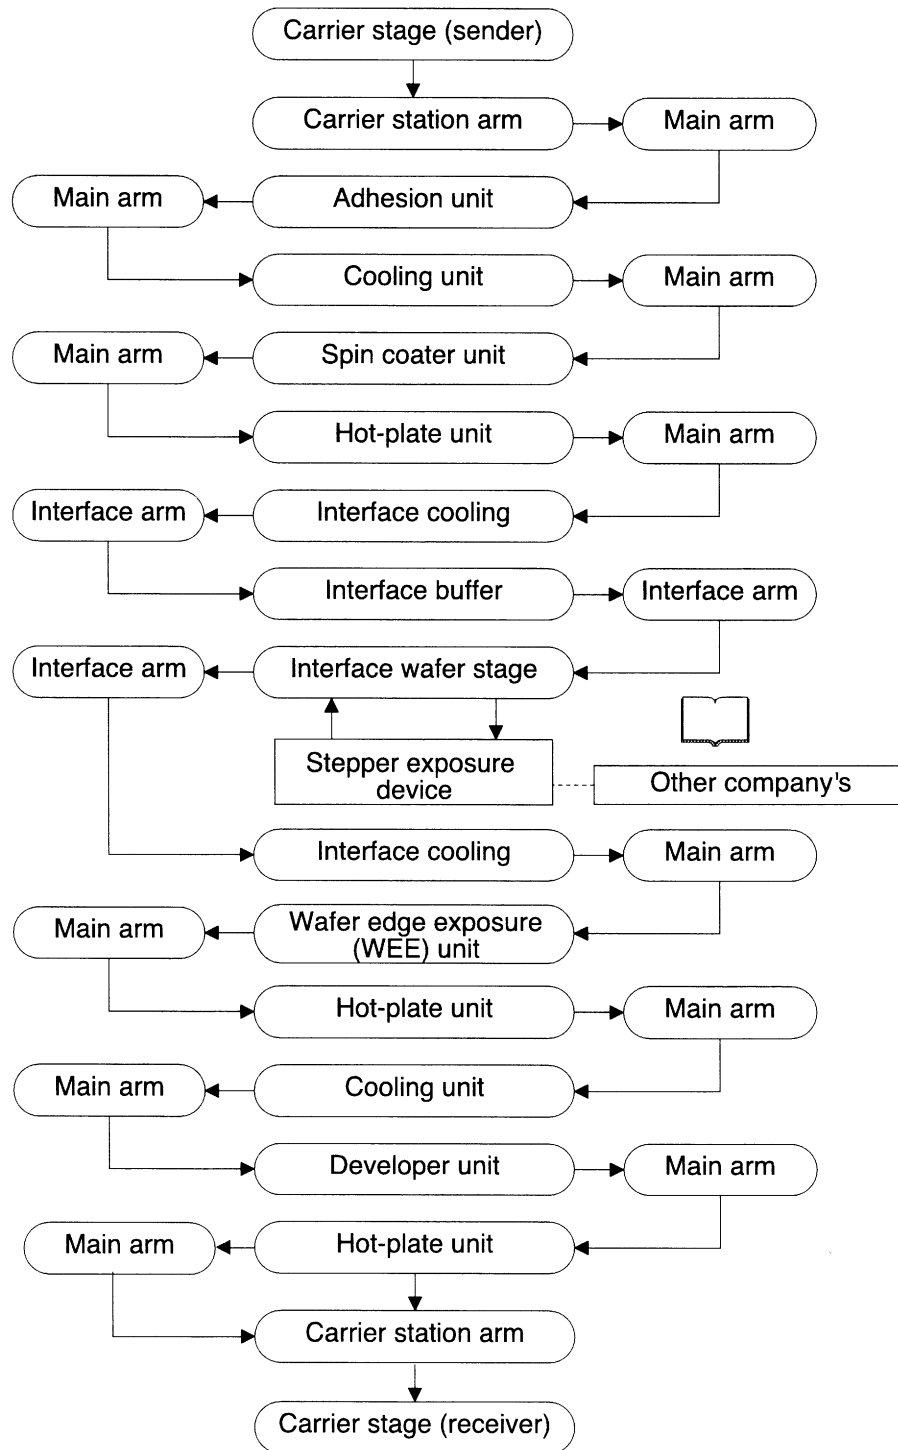 Carrier stage (sender)
Carrier station arm
Main arm
Main arm
Adhesion unit
Cooling unit
Main arm
Main arm
Spin coater unit
Hot-plate unit
Main arm
Interface arm
Interface cooling
Interface buffer
Interface arm
Interface arm
Interface wafer stage
Stepper exposure
device
Other company's
Interface cooling
Main arm
Main arm
Wafer edge exposure
(WEE) unit
Hot-plate unit
Main arm
Main arm
Cooling unit
Developer unit
Main arm
Main arm
Hot-plate unit
Carrier station arm
Carrier stage (receiver)